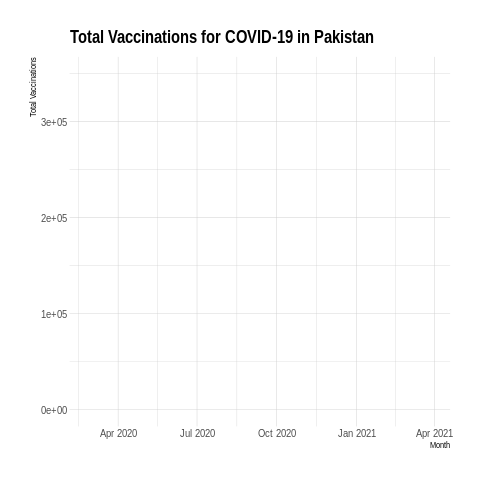 Total Vaccinations for COVID-19 in Pakistan
Total Vaccinations
3e+05
2e+05
1e+05
0e+00
Apr 2020 Jul 2020 Oct 2020 Jan 2021 Apr 2021
Month